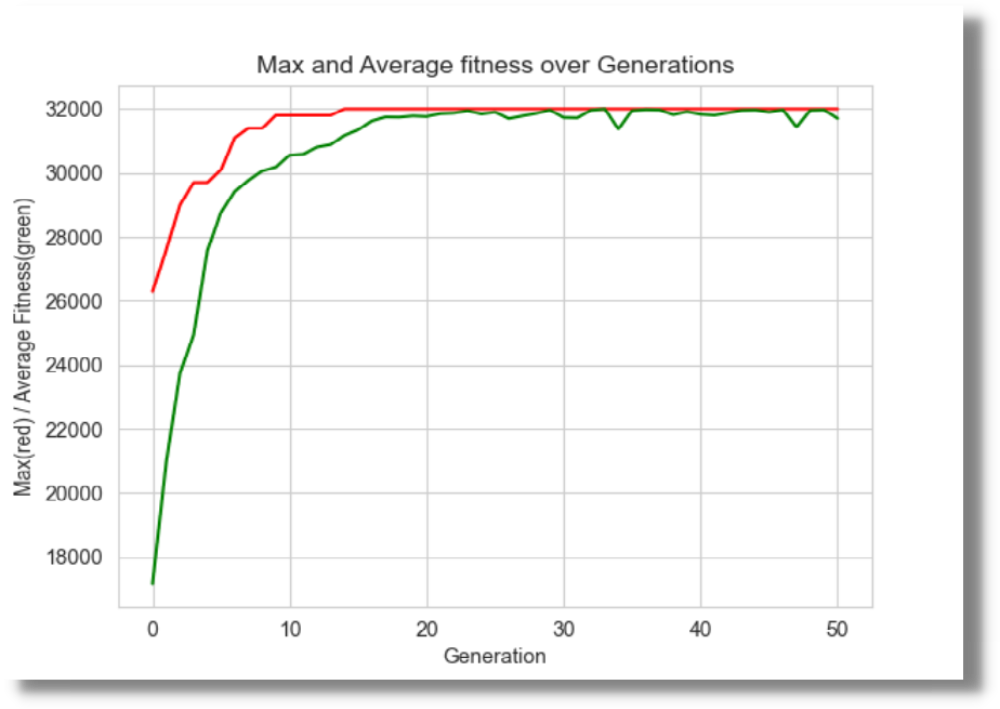 Max and Average fitness over Generations
Max(red) / Average Fitness(green)
32000
30000
28000
26000
24000
22000
20000
18000
0 10 20 30 40 50
Generation